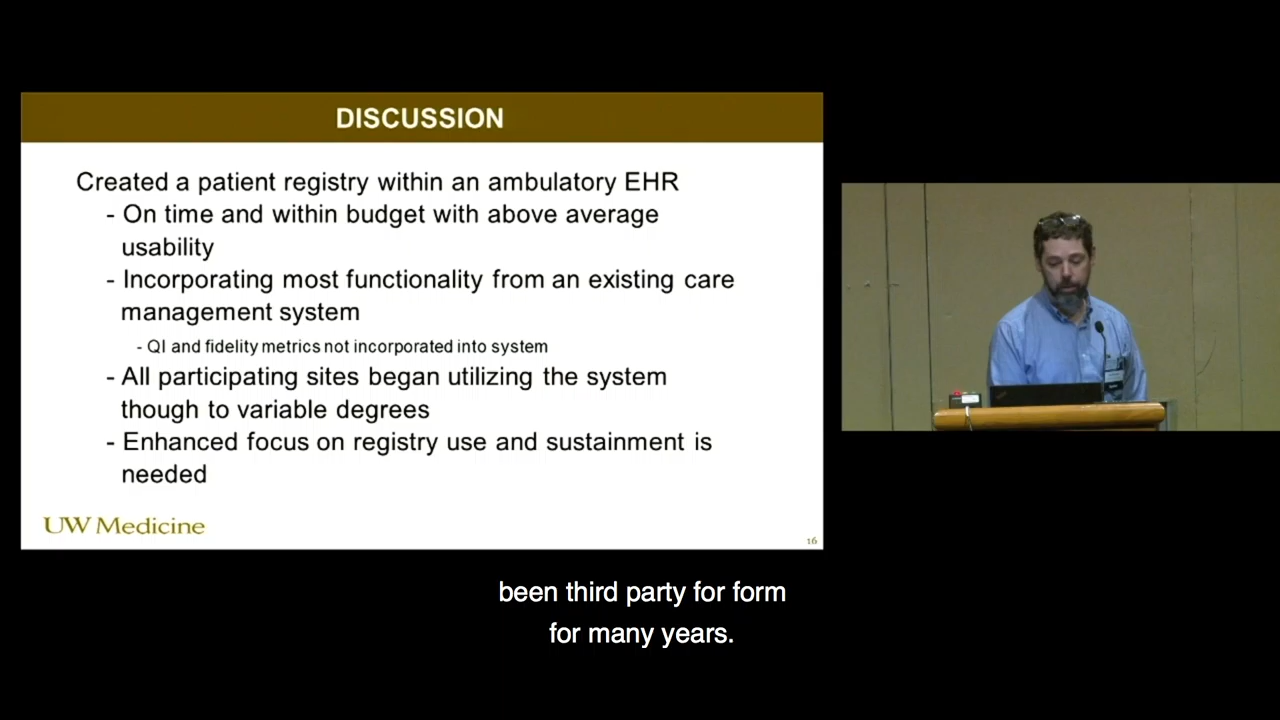 DISCUSSION
Created a patient registry within an ambulatory EHR
- On time and within budget with above average
usability
- Incorporating most functionality from an existing care
management system
- QI and fidelity metrics not incorporated into system
- All participating sites began utilizing the system
though to variable degrees
- Enhanced focus on registry use and sustainment is
needed
UW Medicine
16
been third party for form
for many years.